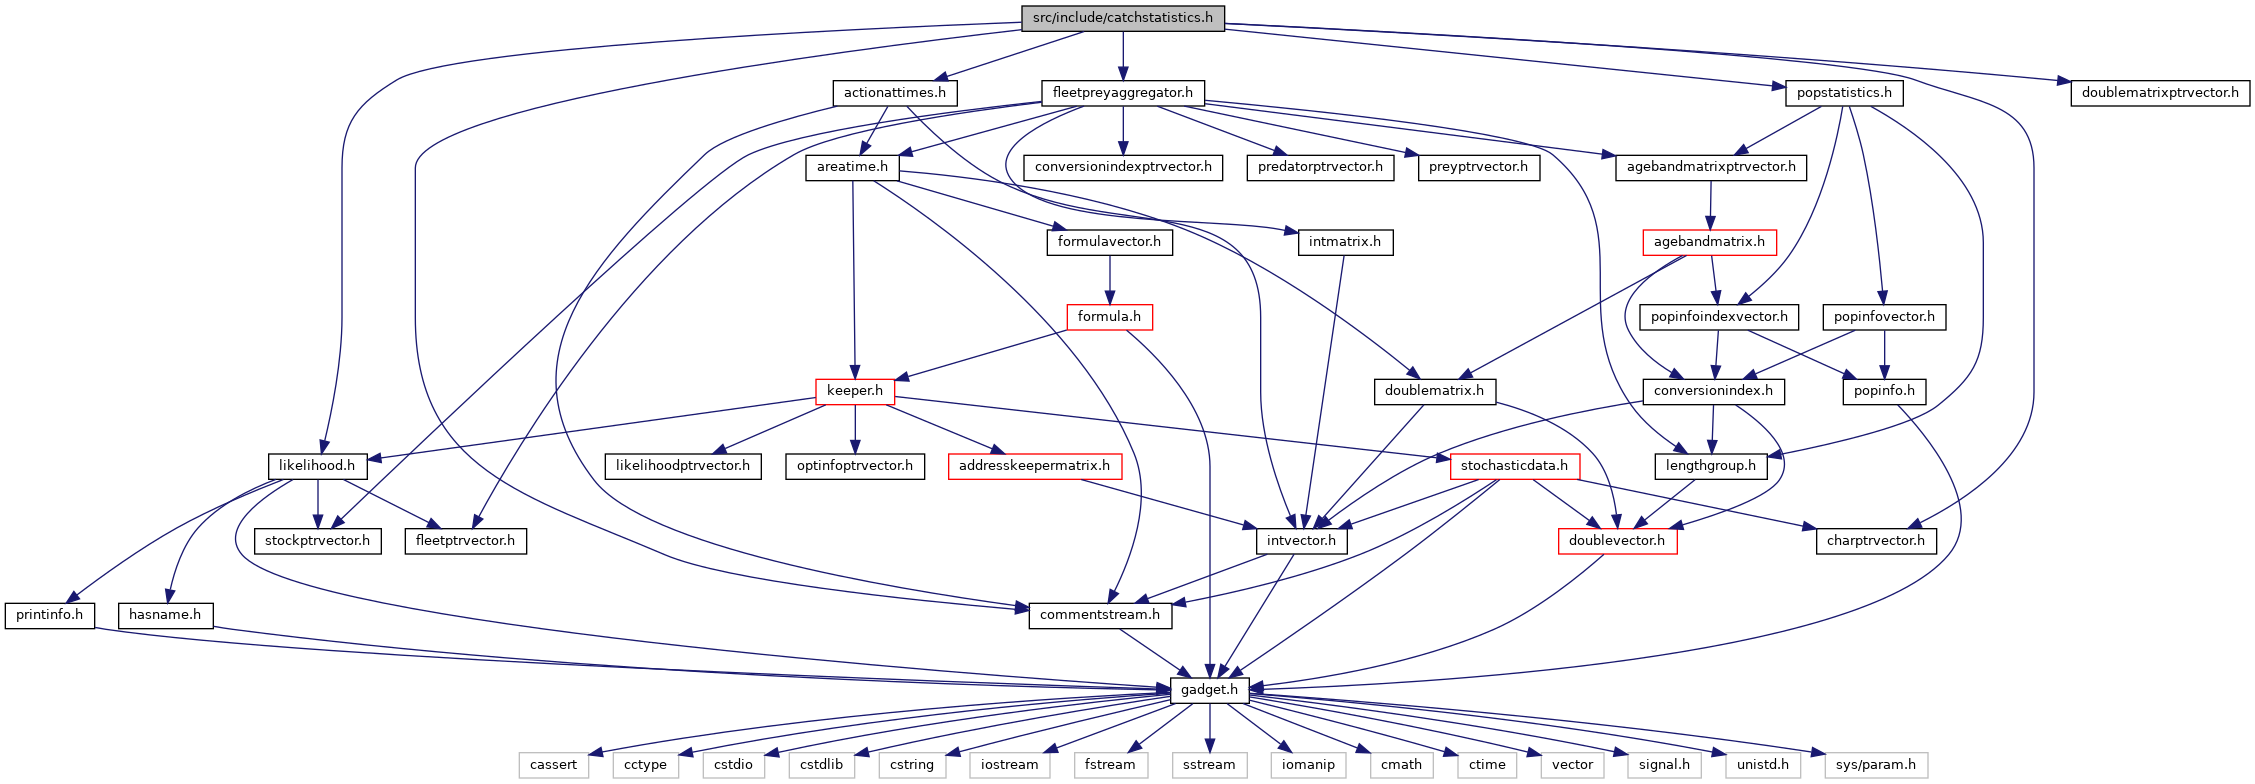 src/include/catchstatistics.h
actionattimes.h
fleetpreyaggregator.h
popstatistics.h
doublematrixptrvector.h
areatime.h
conversionindexptrvector.h
predatorptrvector.h
preyptrvector.h
agebandmatrixptrvector.h
formulavector.h
intmatrix.h
agebandmatrix.h
formula.h
popinfoindexvector.h
popinfovector.h
keeper.h
doublematrix.h
conversionindex.h
popinfo.h
likelihood.h
likelihoodptrvector.h
optinfoptrvector.h
addresskeepermatrix.h
stochasticdata.h
lengthgroup.h
stockptrvector.h
fleetptrvector.h
intvector.h
doublevector.h
charptrvector.h
printinfo.h
hasname.h
commentstream.h
gadget.h
cassert
cctype
cstdio
cstdlib
cstring
iostream
fstream
sstream
iomanip
cmath
ctime
vector
signal.h
unistd.h
sys/param.h